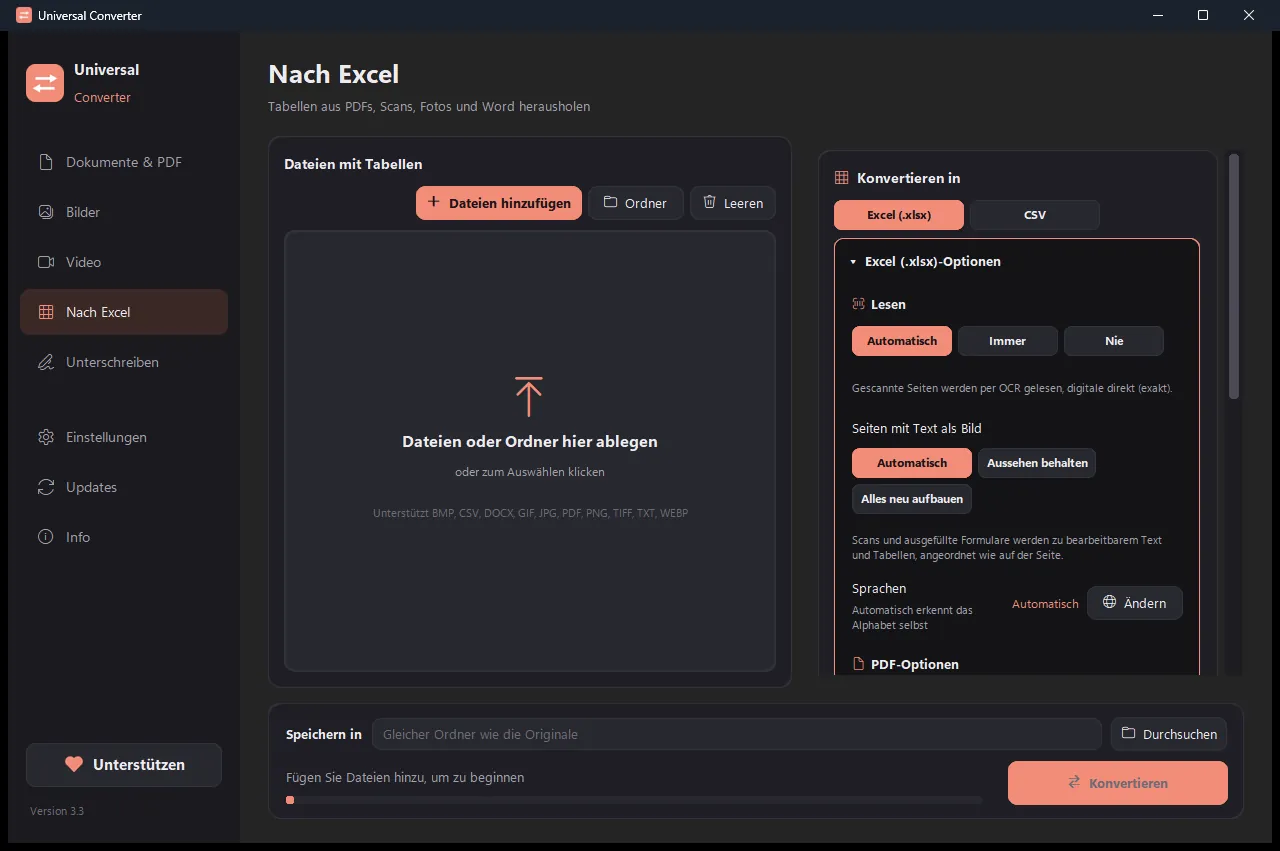 Universal Converter
Universal
Converter
Dokumente & PDF
Bilder
Video
Nach Excel
Unterschreiben
Einstellungen
Updates
Info
Unterstützen
Version 3.3
Nach Excel
Tabellen aus PDFs, Scans, Fotos und Word herausholen
Dateien mit Tabellen
Dateien hinzufügen
Ordner
Leeren
Dateien oder Ordner hier ablegen
oder zum Auswählen klicken
Unterstützt BMP, CSV, DOCX, GIF, JPG, PDF, PNG, TIFF, TXT, WEBP
Konvertieren in
Excel (.xlsx)
CSV
Excel (.xlsx)-Optionen
Lesen
Automatisch
Immer
Nie
Gescannte Seiten werden per OCR gelesen, digitale direkt (exakt).
Seiten mit Text als Bild
Automatisch
Aussehen behalten
Alles neu aufbauen
Scans und ausgefüllte Formulare werden zu bearbeitbarem Text
und Tabellen, angeordnet wie auf der Seite.
Sprachen
Automatisch erkennt das
Alphabet selbst
Automatisch
Ändern
PDF-Optionen
Speichern in
Gleicher Ordner wie die Originale
Durchsuchen
Fügen Sie Dateien hinzu, um zu beginnen
Konvertieren